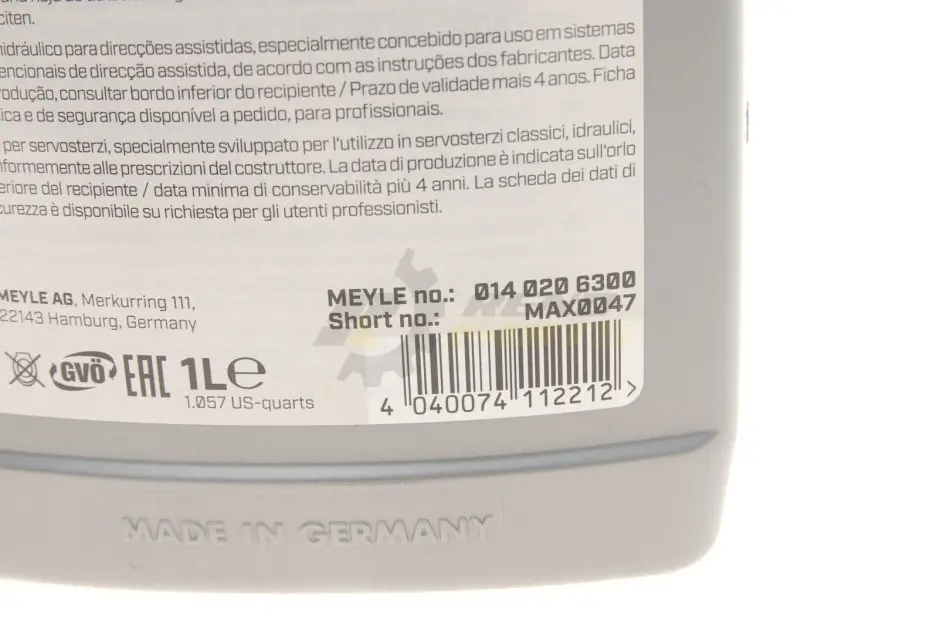 citen.
hidráulico para direcções assistidas, especialmente concebido para uso em sistemas
encionais de direcção assistida, de acordo com as instruções dos fabricantes. Data
rodução, consultar bordo inferior do recipiente / Prazo de validade mais 4 anos. Ficha
ica e de segurança disponível a pedido, para profissionais.
per servosterzi, specialmente sviluppato per l'utilizzo in servosterzi classici, idraulici,
nformemente alle prescrizioni del costruttore. La data di produzione è indicata sull'orlo
eriore del recipiente / data minima di conservabilità più 4 anni. La scheda dei dati di
curezza è disponibile su richiesta per gli utenti professionisti.
MEYLE AG, Merkurring 111,
22143 Hamburg, Germany
MEYLE no.: 014 020 6300
Short no.: MAX0047
GVÖ EAC 1L℮
1.057 US-quarts
4 040074 112212 >
MADE IN GERMANY